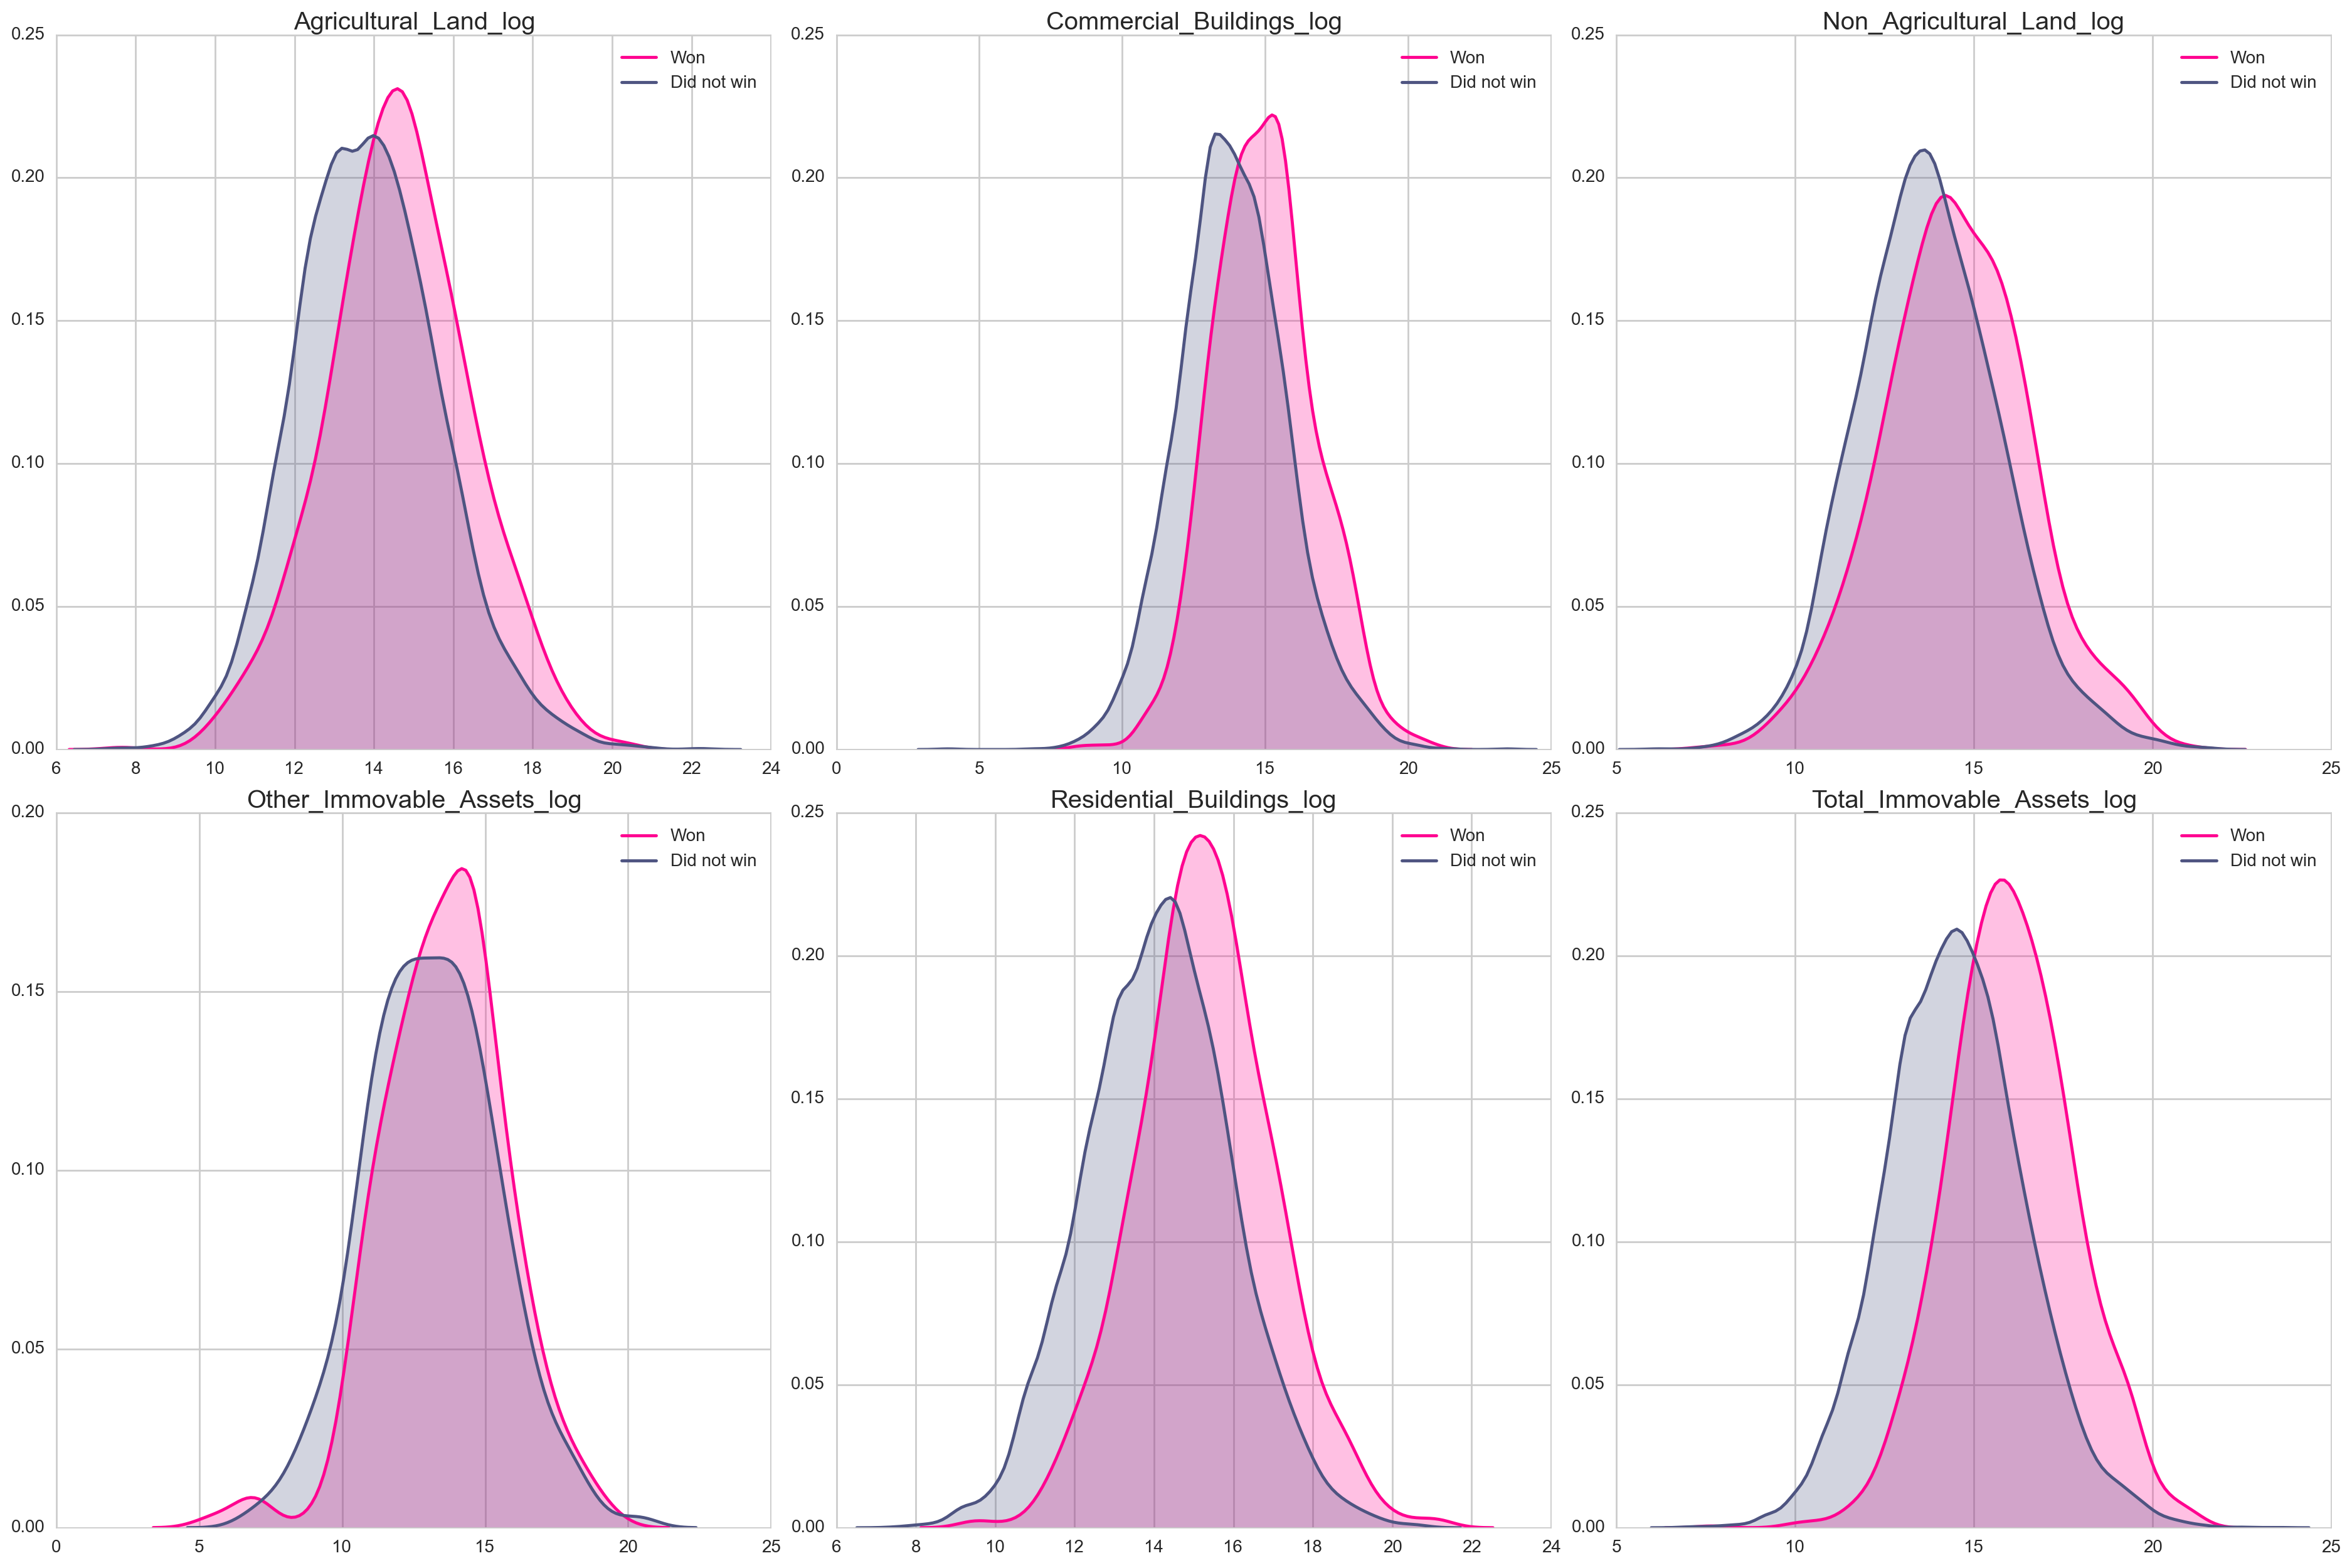 Agricultural_Land_log
0.25
0.20
0.15
0.10
0.05
0.00
6 8 10 12 14 16 18 20 22 24
Won
Did not win
Commercial_Buildings_log
0.25
0.20
0.15
0.10
0.05
0.00
0 5 10 15 20 25
Won
Did not win
Non_Agricultural_Land_log
0.25
0.20
0.15
0.10
0.05
0.00
5 10 15 20 25
Won
Did not win
Other_Immovable_Assets_log
0.20
0.15
0.10
0.05
0.00
0 5 10 15 20 25
Won
Did not win
Residential_Buildings_log
0.25
0.20
0.15
0.10
0.05
0.00
6 8 10 12 14 16 18 20 22 24
Won
Did not win
Total_Immovable_Assets_log
0.25
0.20
0.15
0.10
0.05
0.00
5 10 15 20 25
Won
Did not win